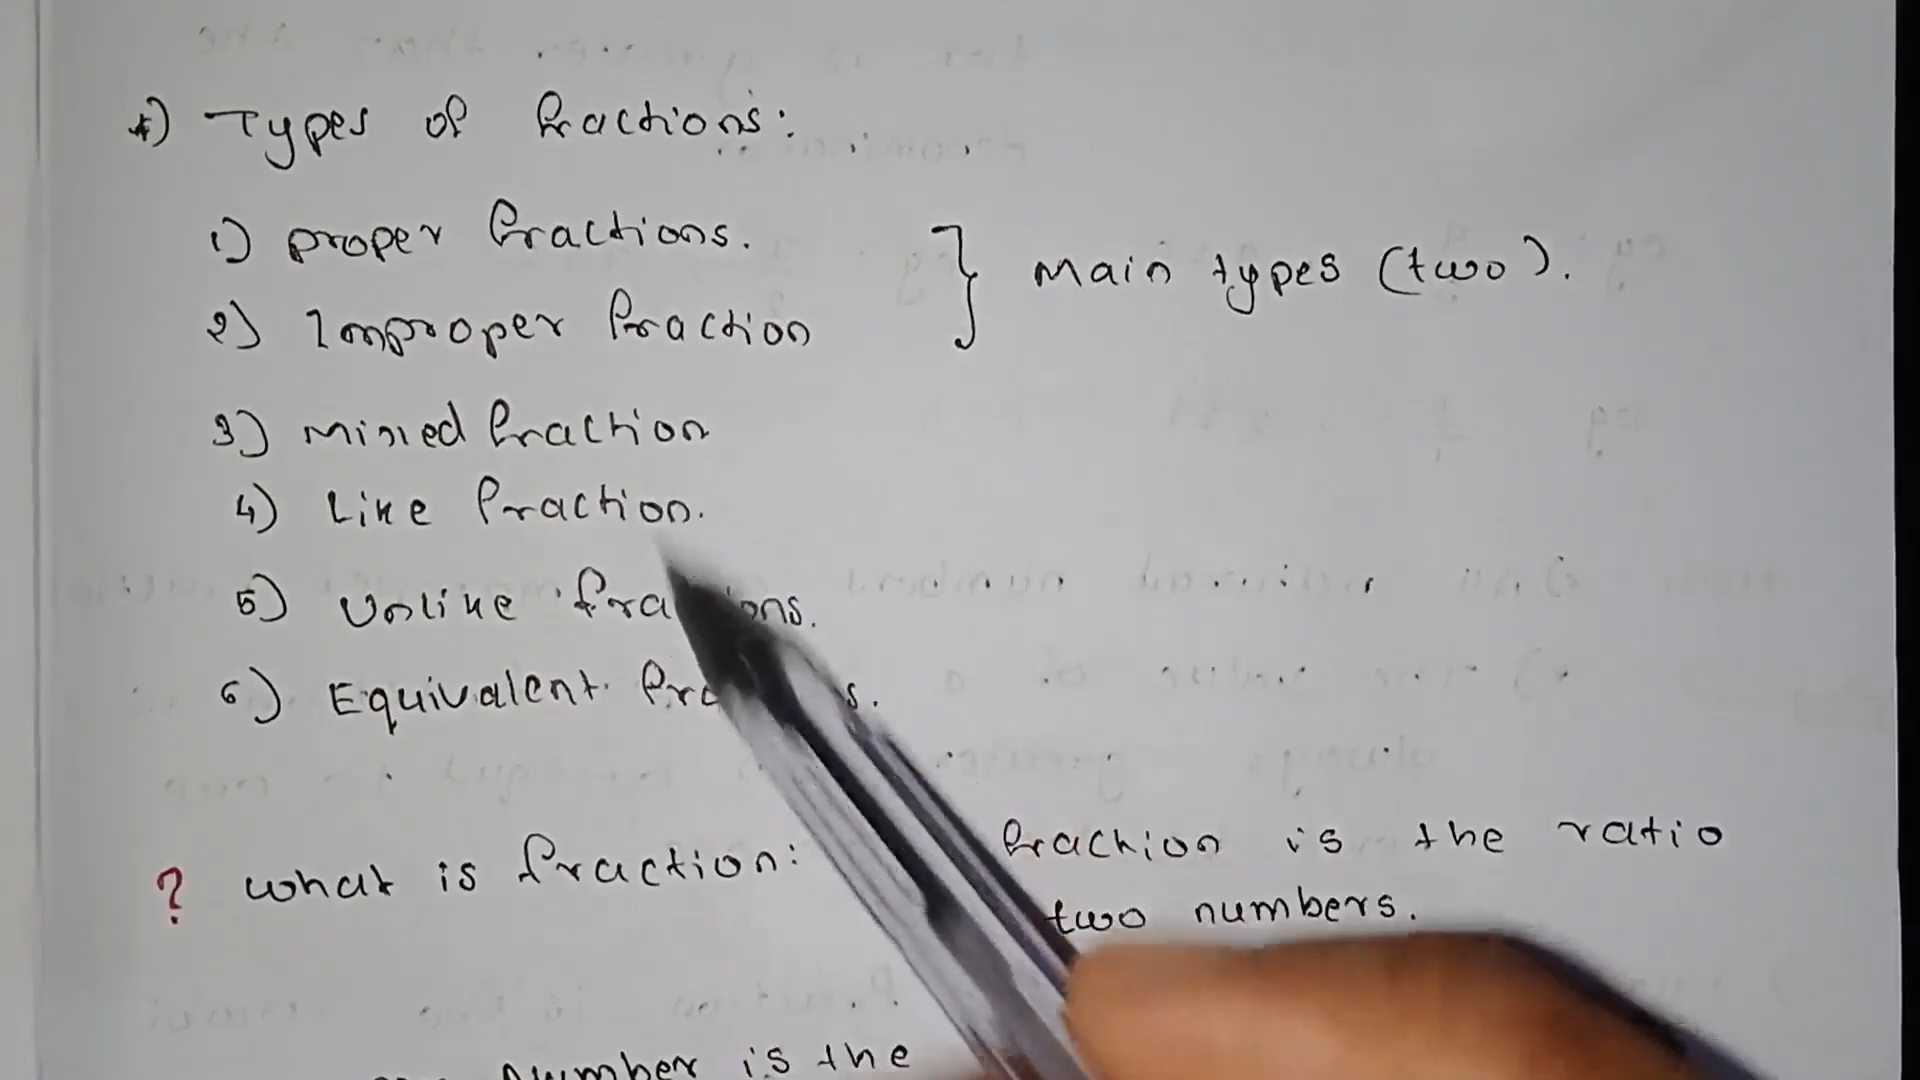 *) Types of fractions:
1) proper fractions.
2) Improper fraction
} main types (two).
3) mixed fraction
4) Like fraction.
5) Unlike
6) Equivalent
? what is fraction: fraction is the ratio
two numbers.
number is the